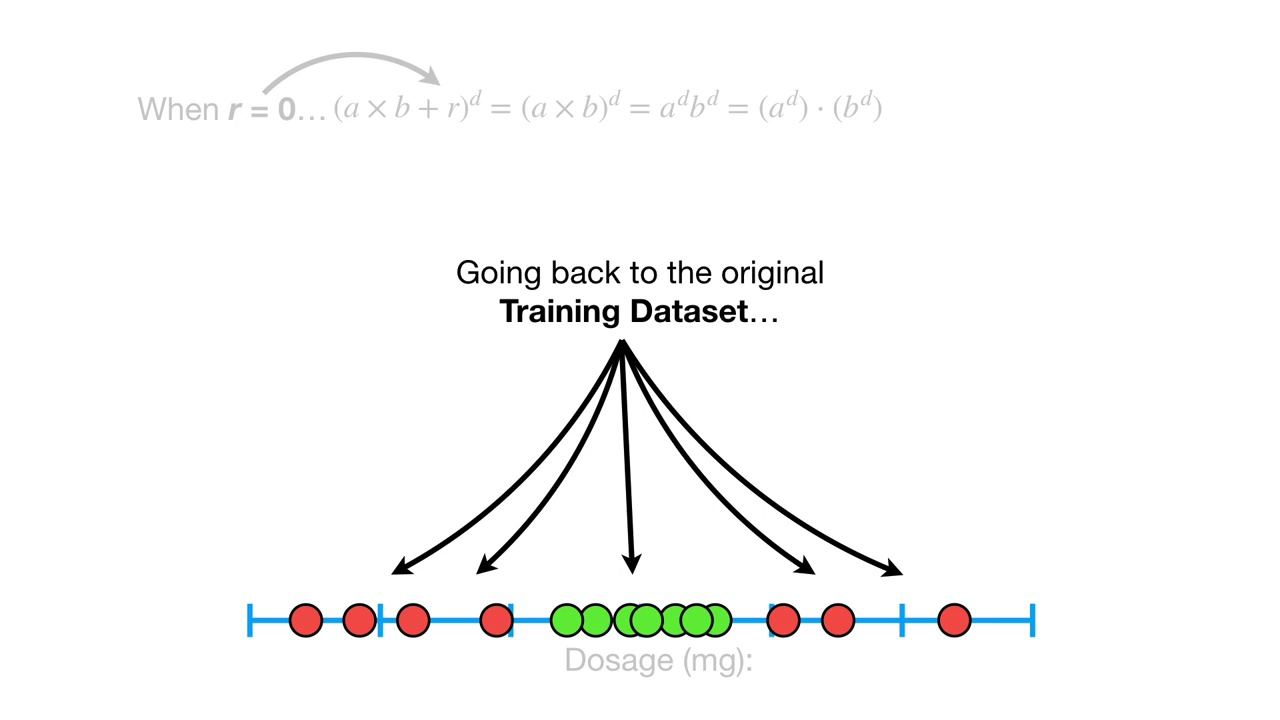 When r = 0… (a × b + r)^d = (a × b)^d = a^d b^d = (a^d) · (b^d)
Going back to the original
Training Dataset…
Dosage (mg):